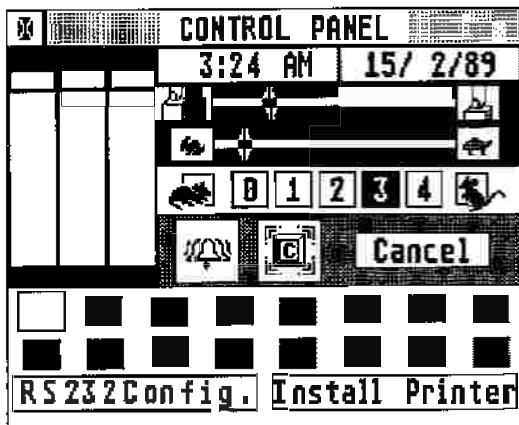 CONTROL PANEL
3:24 AM 15/ 2/89
0 1 2 3 4
C Cancel
RS232Config. Install Printer